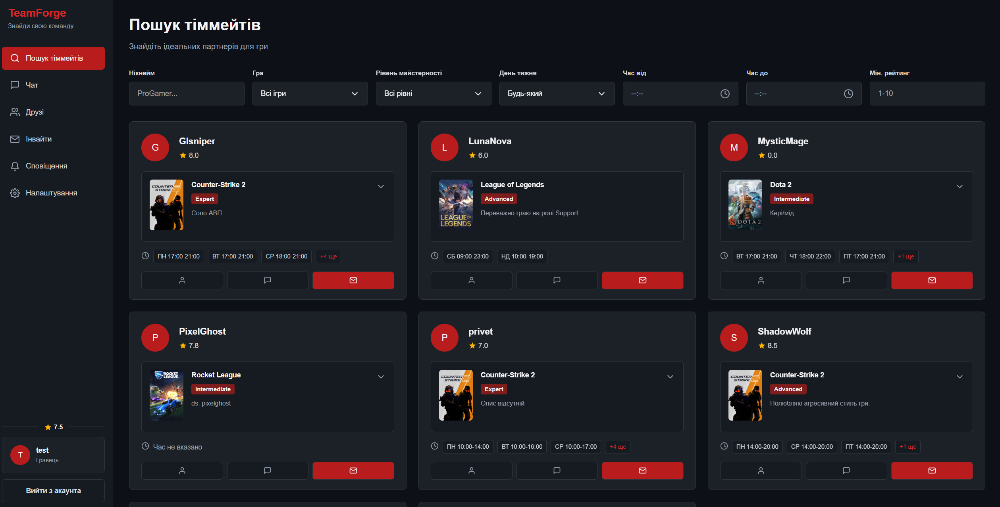 TeamForge
Знайди свою команду
Пошук тіммейтів
Чат
Друзі
Інвайти
Сповіщення
Налаштування
7.5
T
test
Гравець
Вийти з акаунта
Пошук тіммейтів
Знайдіть ідеальних партнерів для гри
Нікнейм
ProGamer...
Гра
Всі ігри
Рівень майстерності
Всі рівні
День тижня
Будь-який
Час від
--:--
Час до
--:--
Мін. рейтинг
1-10
G
Glsniper
8.0
COUNTER STRIKE 2
Counter-Strike 2
Expert
Соло АВП
ПН 17:00-21:00
ВТ 17:00-21:00
СР 18:00-21:00
+4 ще
L
LunaNova
6.0
LEAGUE OF LEGENDS
League of Legends
Advanced
Переважно граю на ролі Support.
СБ 09:00-23:00
НД 10:00-19:00
M
MysticMage
0.0
DOTA 2
Dota 2
Intermediate
Кері/мід
ВТ 17:00-21:00
ЧТ 18:00-22:00
ПТ 17:00-21:00
+1 ще
P
PixelGhost
7.8
ROCKET LEAGUE
Rocket League
Intermediate
ds: pixelghost
Час не вказано
P
privet
7.0
COUNTER STRIKE 2
Counter-Strike 2
Expert
Опис відсутній
ПН 10:00-14:00
ВТ 10:00-16:00
СР 10:00-17:00
+4 ще
S
ShadowWolf
8.5
COUNTER STRIKE 2
Counter-Strike 2
Advanced
Полюбляю агресивний стиль гри.
ПН 14:00-20:00
СР 14:00-20:00
ПТ 14:00-20:00
+1 ще